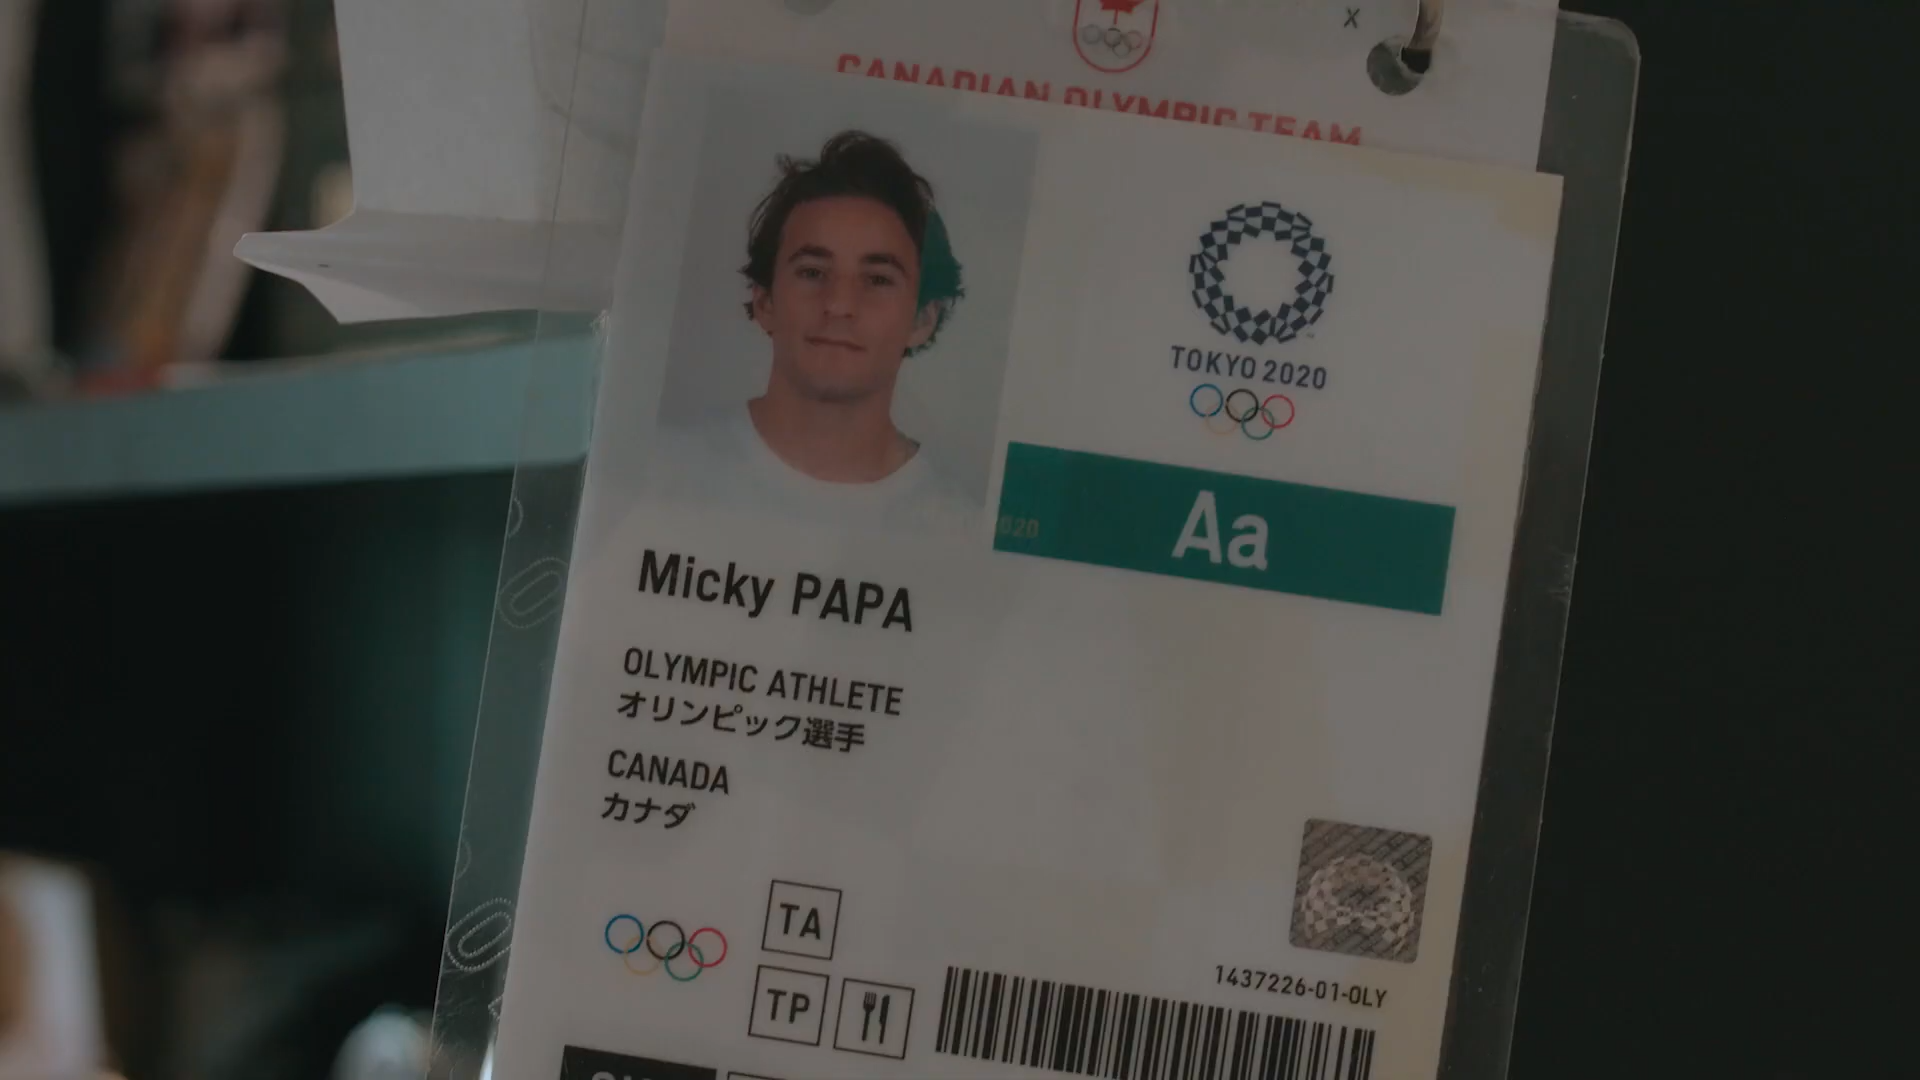 x
CANADIAN OLYMPIC TEAM
TOKYO 2020
Aa
Micky PAPA
OLYMPIC ATHLETE
オリンピック選手
CANADA
カナダ
TA
TP
1437226-01-OLY